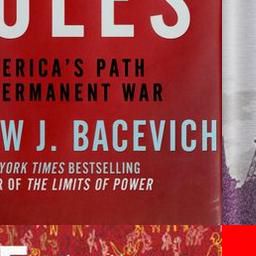 ULES
ERICA'S PATH
ERMANENT WAR
W J. BACEVICH
YORK TIMES BESTSELLING
R OF THE LIMITS OF POWER